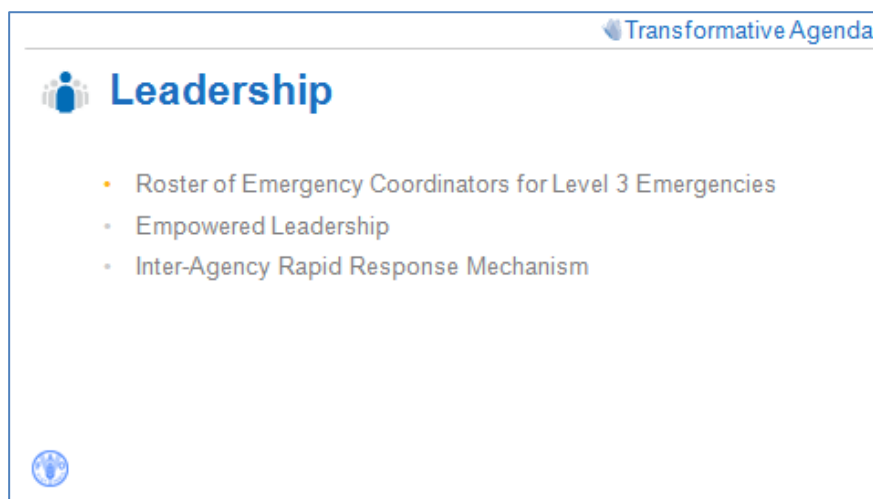 Transformative Agenda
Leadership
• Roster of Emergency Coordinators for Level 3 Emergencies
• Empowered Leadership
• Inter-Agency Rapid Response Mechanism